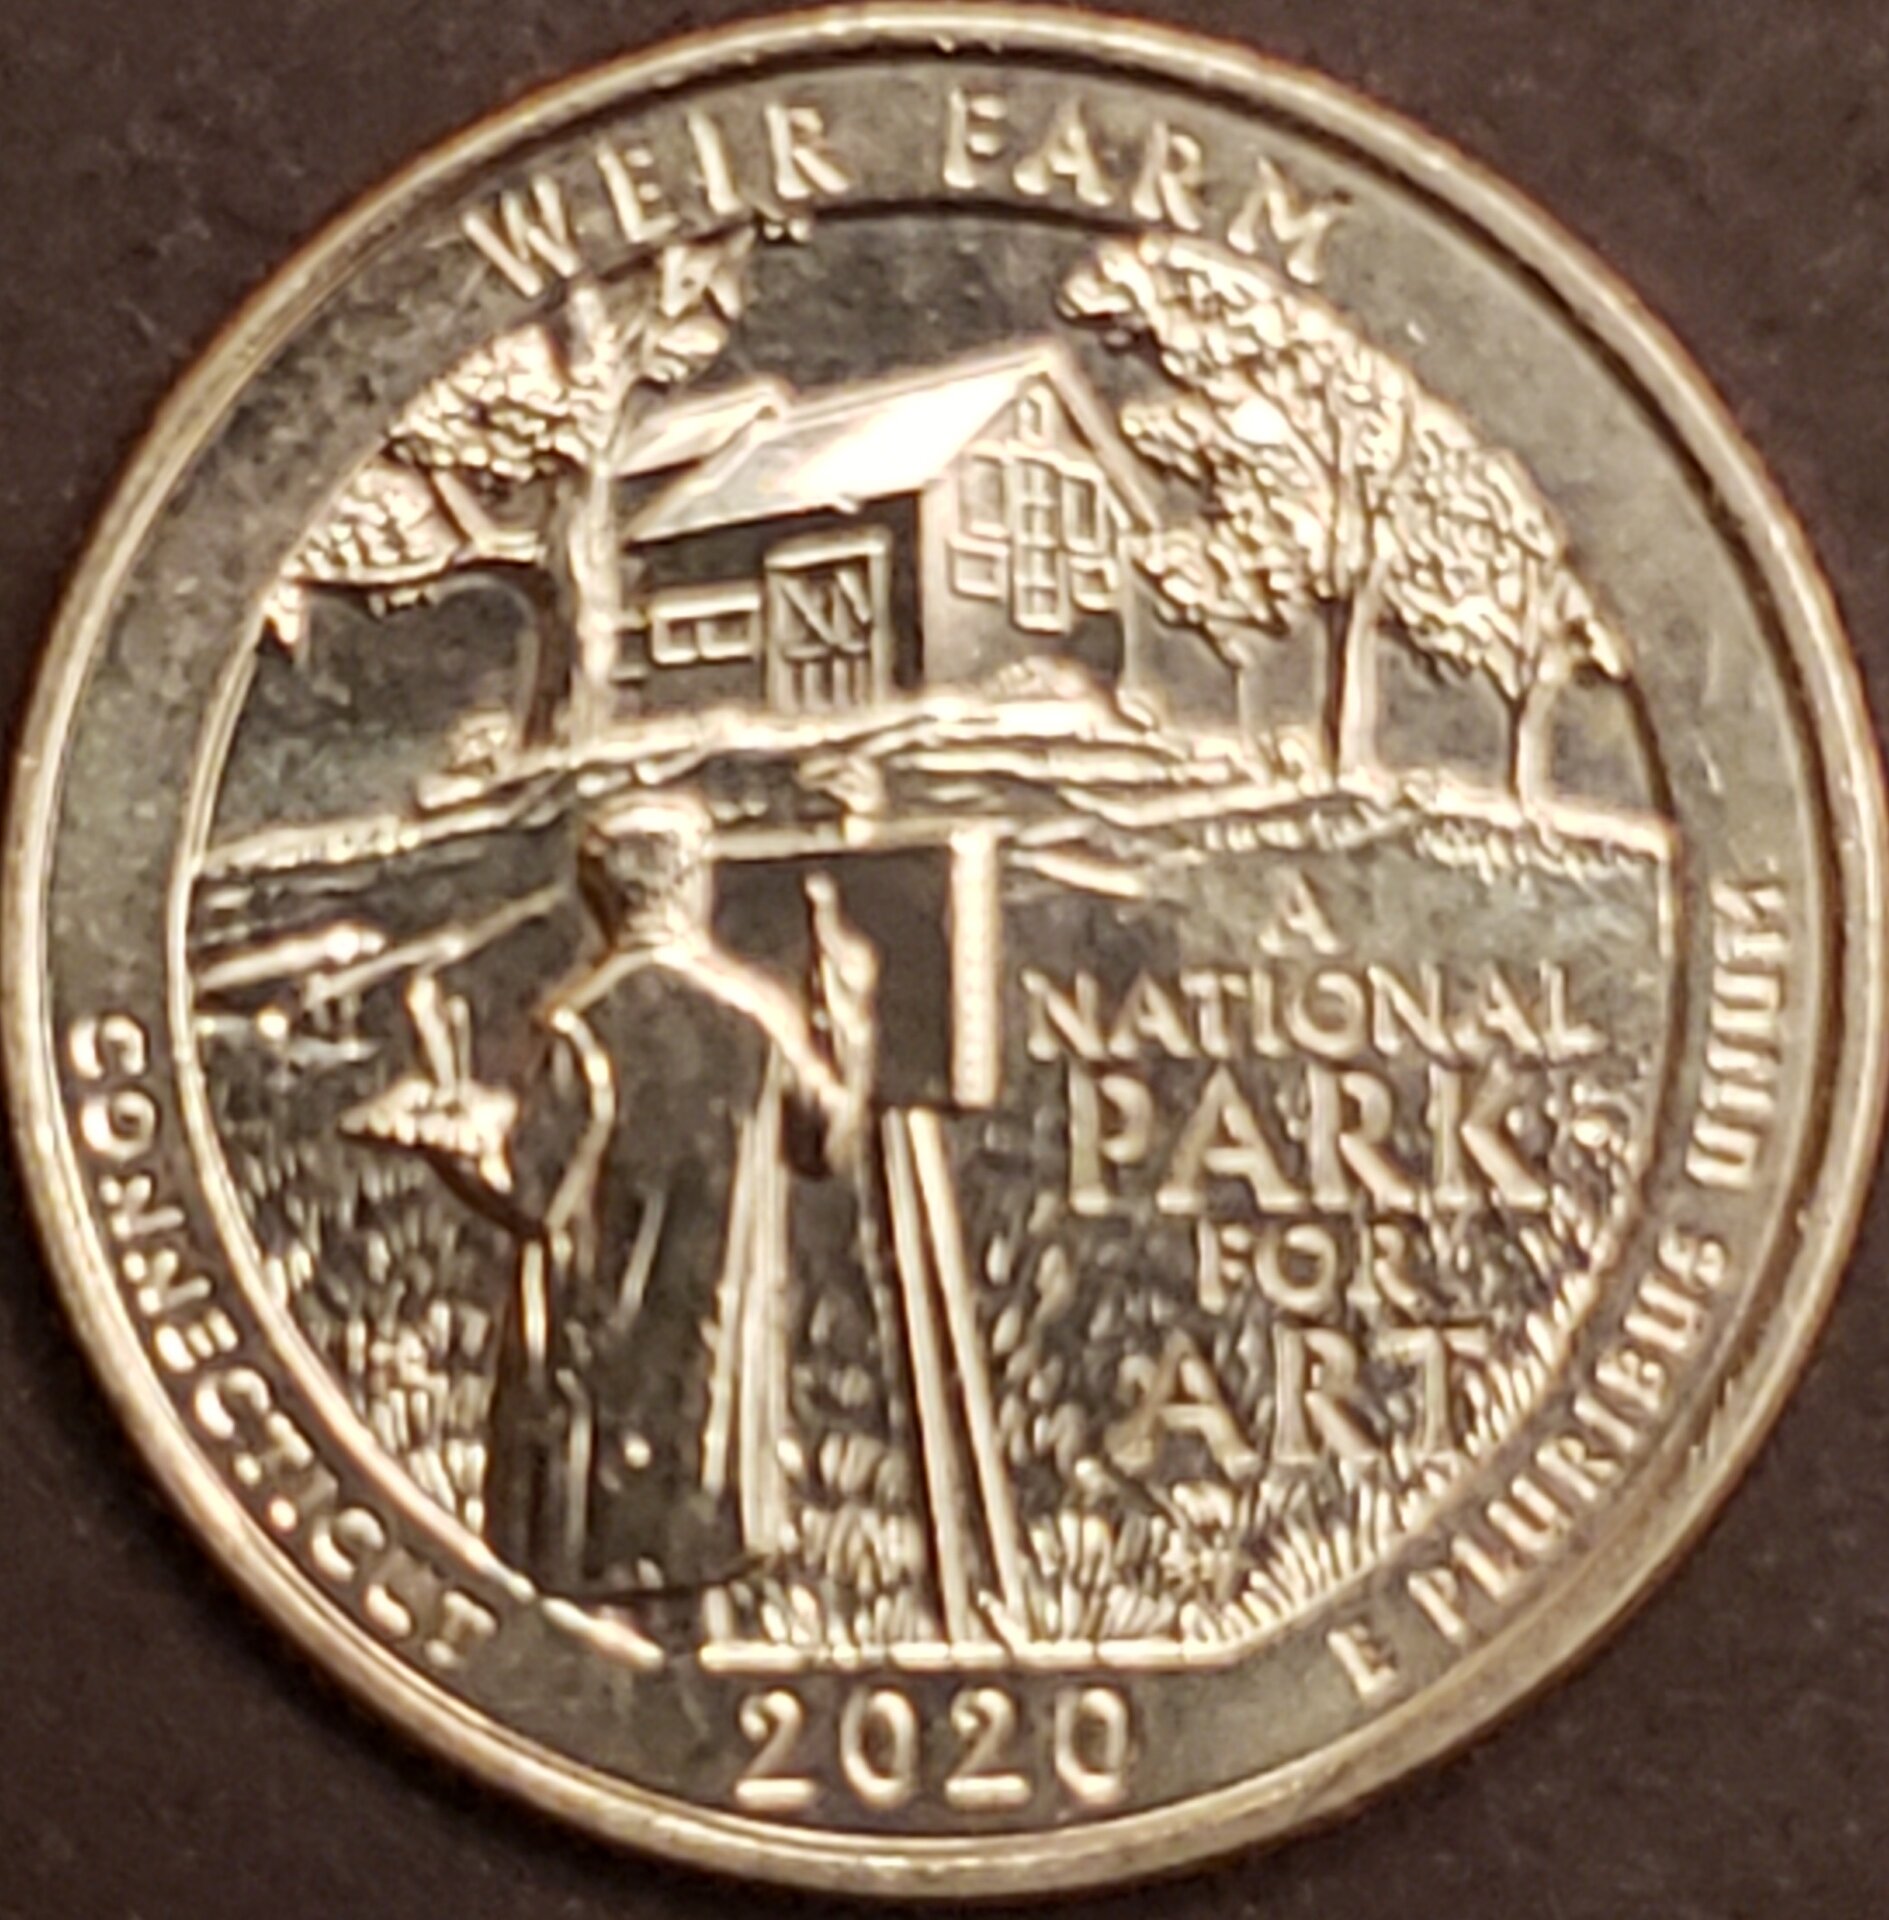 WEIR FARM
A
NATIONAL
PARK
FOR
ART
CONNECTICUT
2020
E PLURIBUS UNUM